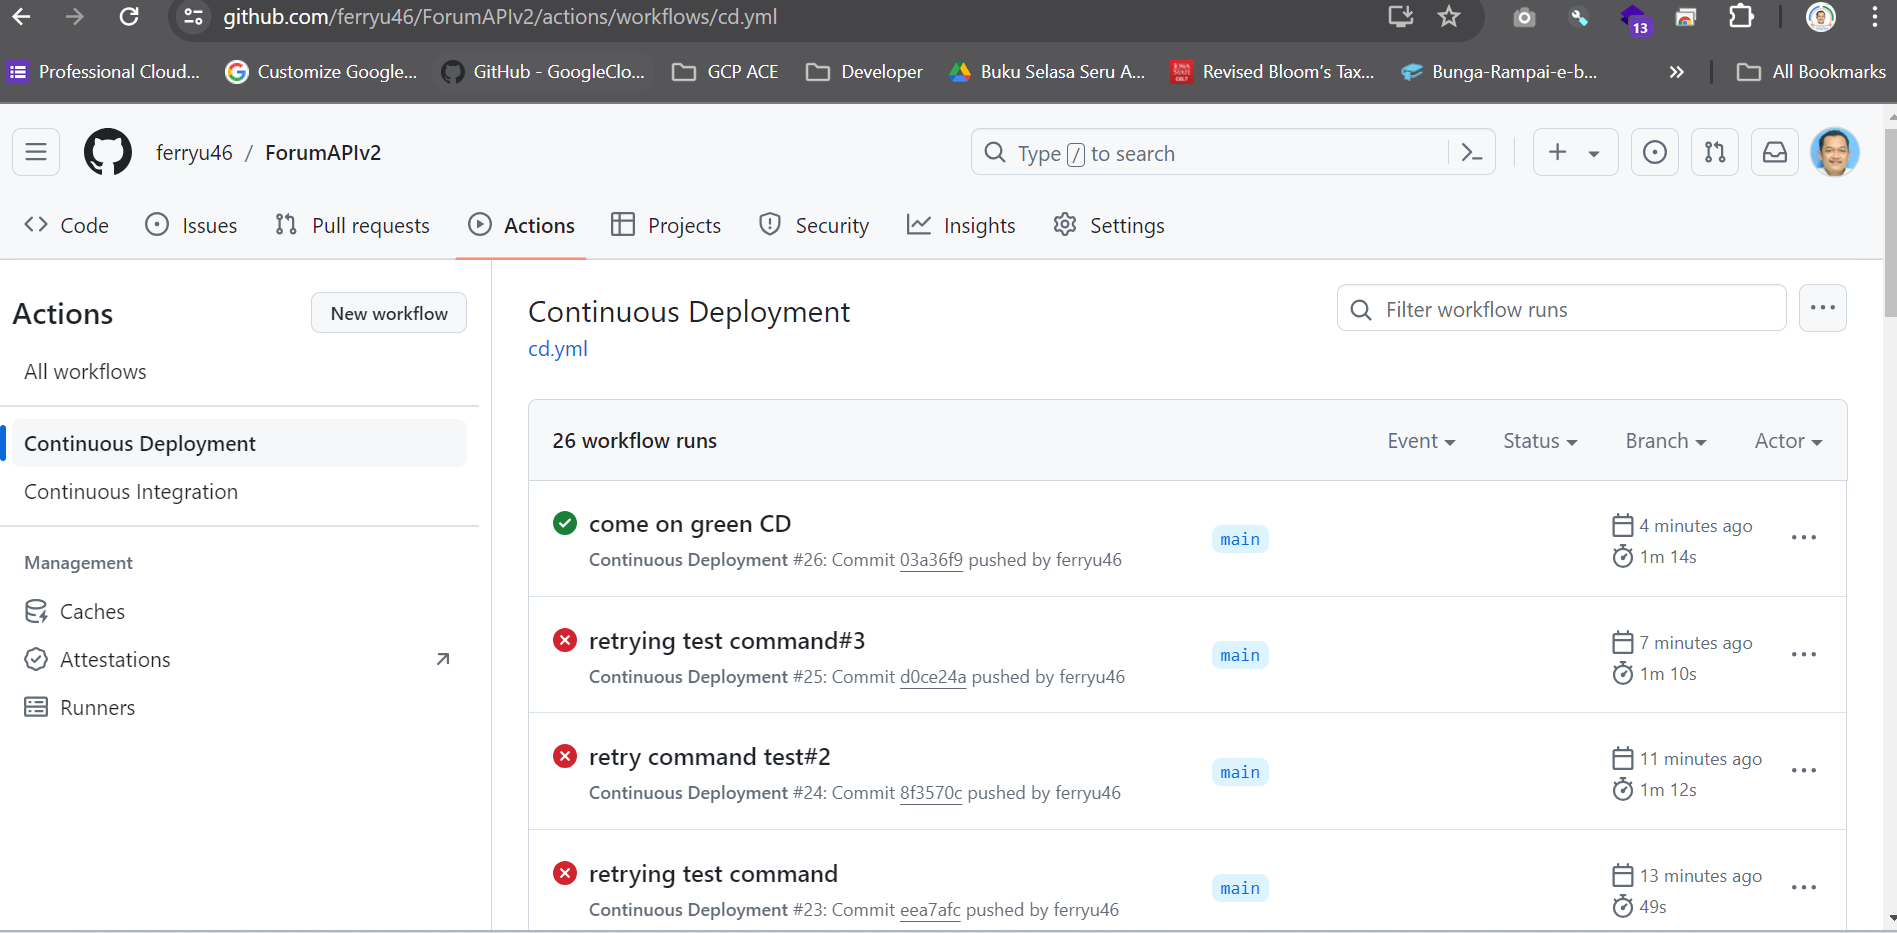 github.com/ferryu46/ForumAPIv2/actions/workflows/cd.yml
13
Professional Cloud...
Customize Google...
GitHub - GoogleClo...
GCP ACE
Developer
Buku Selasa Seru A...
Revised Bloom's Tax...
Bunga-Rampai-e-b...
All Bookmarks
ferryu46 / ForumAPIv2
Type / to search
Code
Issues
Pull requests
Actions
Projects
Security
Insights
Settings
Actions
New workflow
All workflows
Continuous Deployment
Continuous Integration
Management
Caches
Attestations
Runners
Continuous Deployment
cd.yml
Filter workflow runs
26 workflow runs
Event
Status
Branch
Actor
come on green CD
Continuous Deployment #26: Commit 03a36f9 pushed by ferryu46
main
4 minutes ago
1m 14s
retrying test command#3
Continuous Deployment #25: Commit d0ce24a pushed by ferryu46
main
7 minutes ago
1m 10s
retry command test#2
Continuous Deployment #24: Commit 8f3570c pushed by ferryu46
main
11 minutes ago
1m 12s
retrying test command
Continuous Deployment #23: Commit eea7afc pushed by ferryu46
main
13 minutes ago
49s